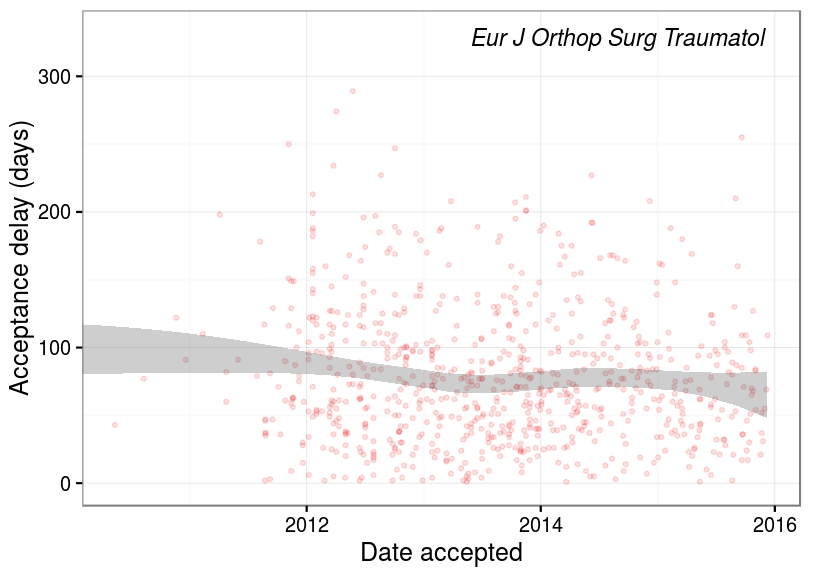 Eur J Orthop Surg Traumatol
Acceptance delay (days)
300
200
100
0
2012
2014
2016
Date accepted